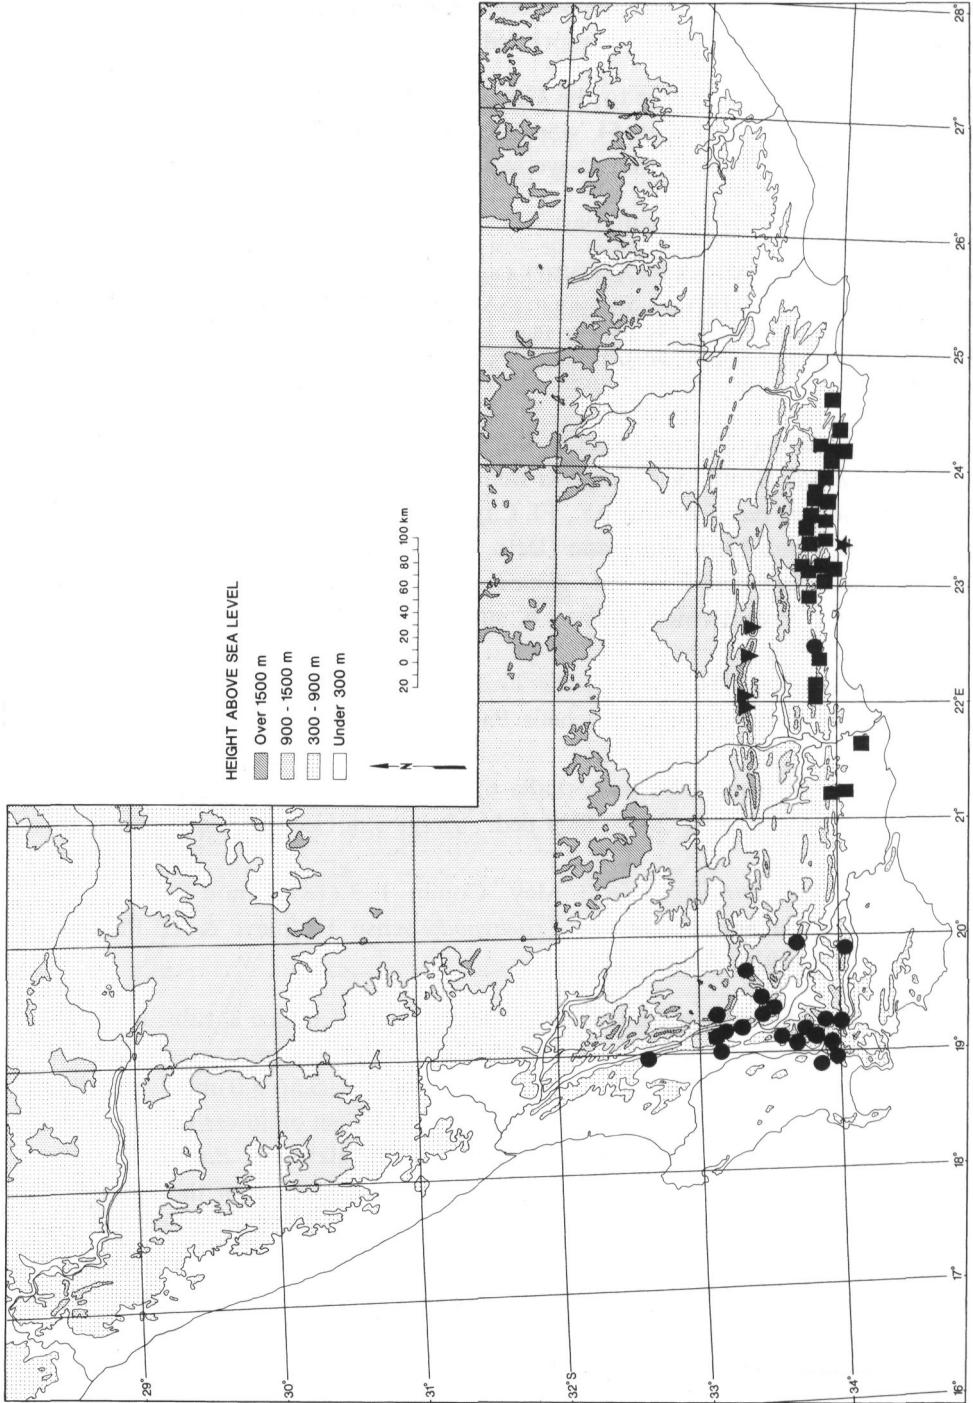 HEIGHT ABOVE SEA LEVEL
Over 1500 m
900 - 1500 m
300 - 900 m
Under 300 m
N
20 0 20 40 60 80 100 km
29°
30°
31°
32°S
33°
34°
16°
17°
18°
19°
20°
21°
22°E
23°
24°
25°
26°
27°
28°